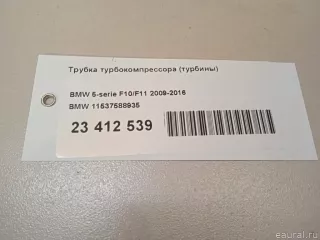 Трубка турбокомпрессора (турбины)
BMW 5-serie F10/F11 2009-2016
BMW 11537588935
23 412 539
eaural.ru